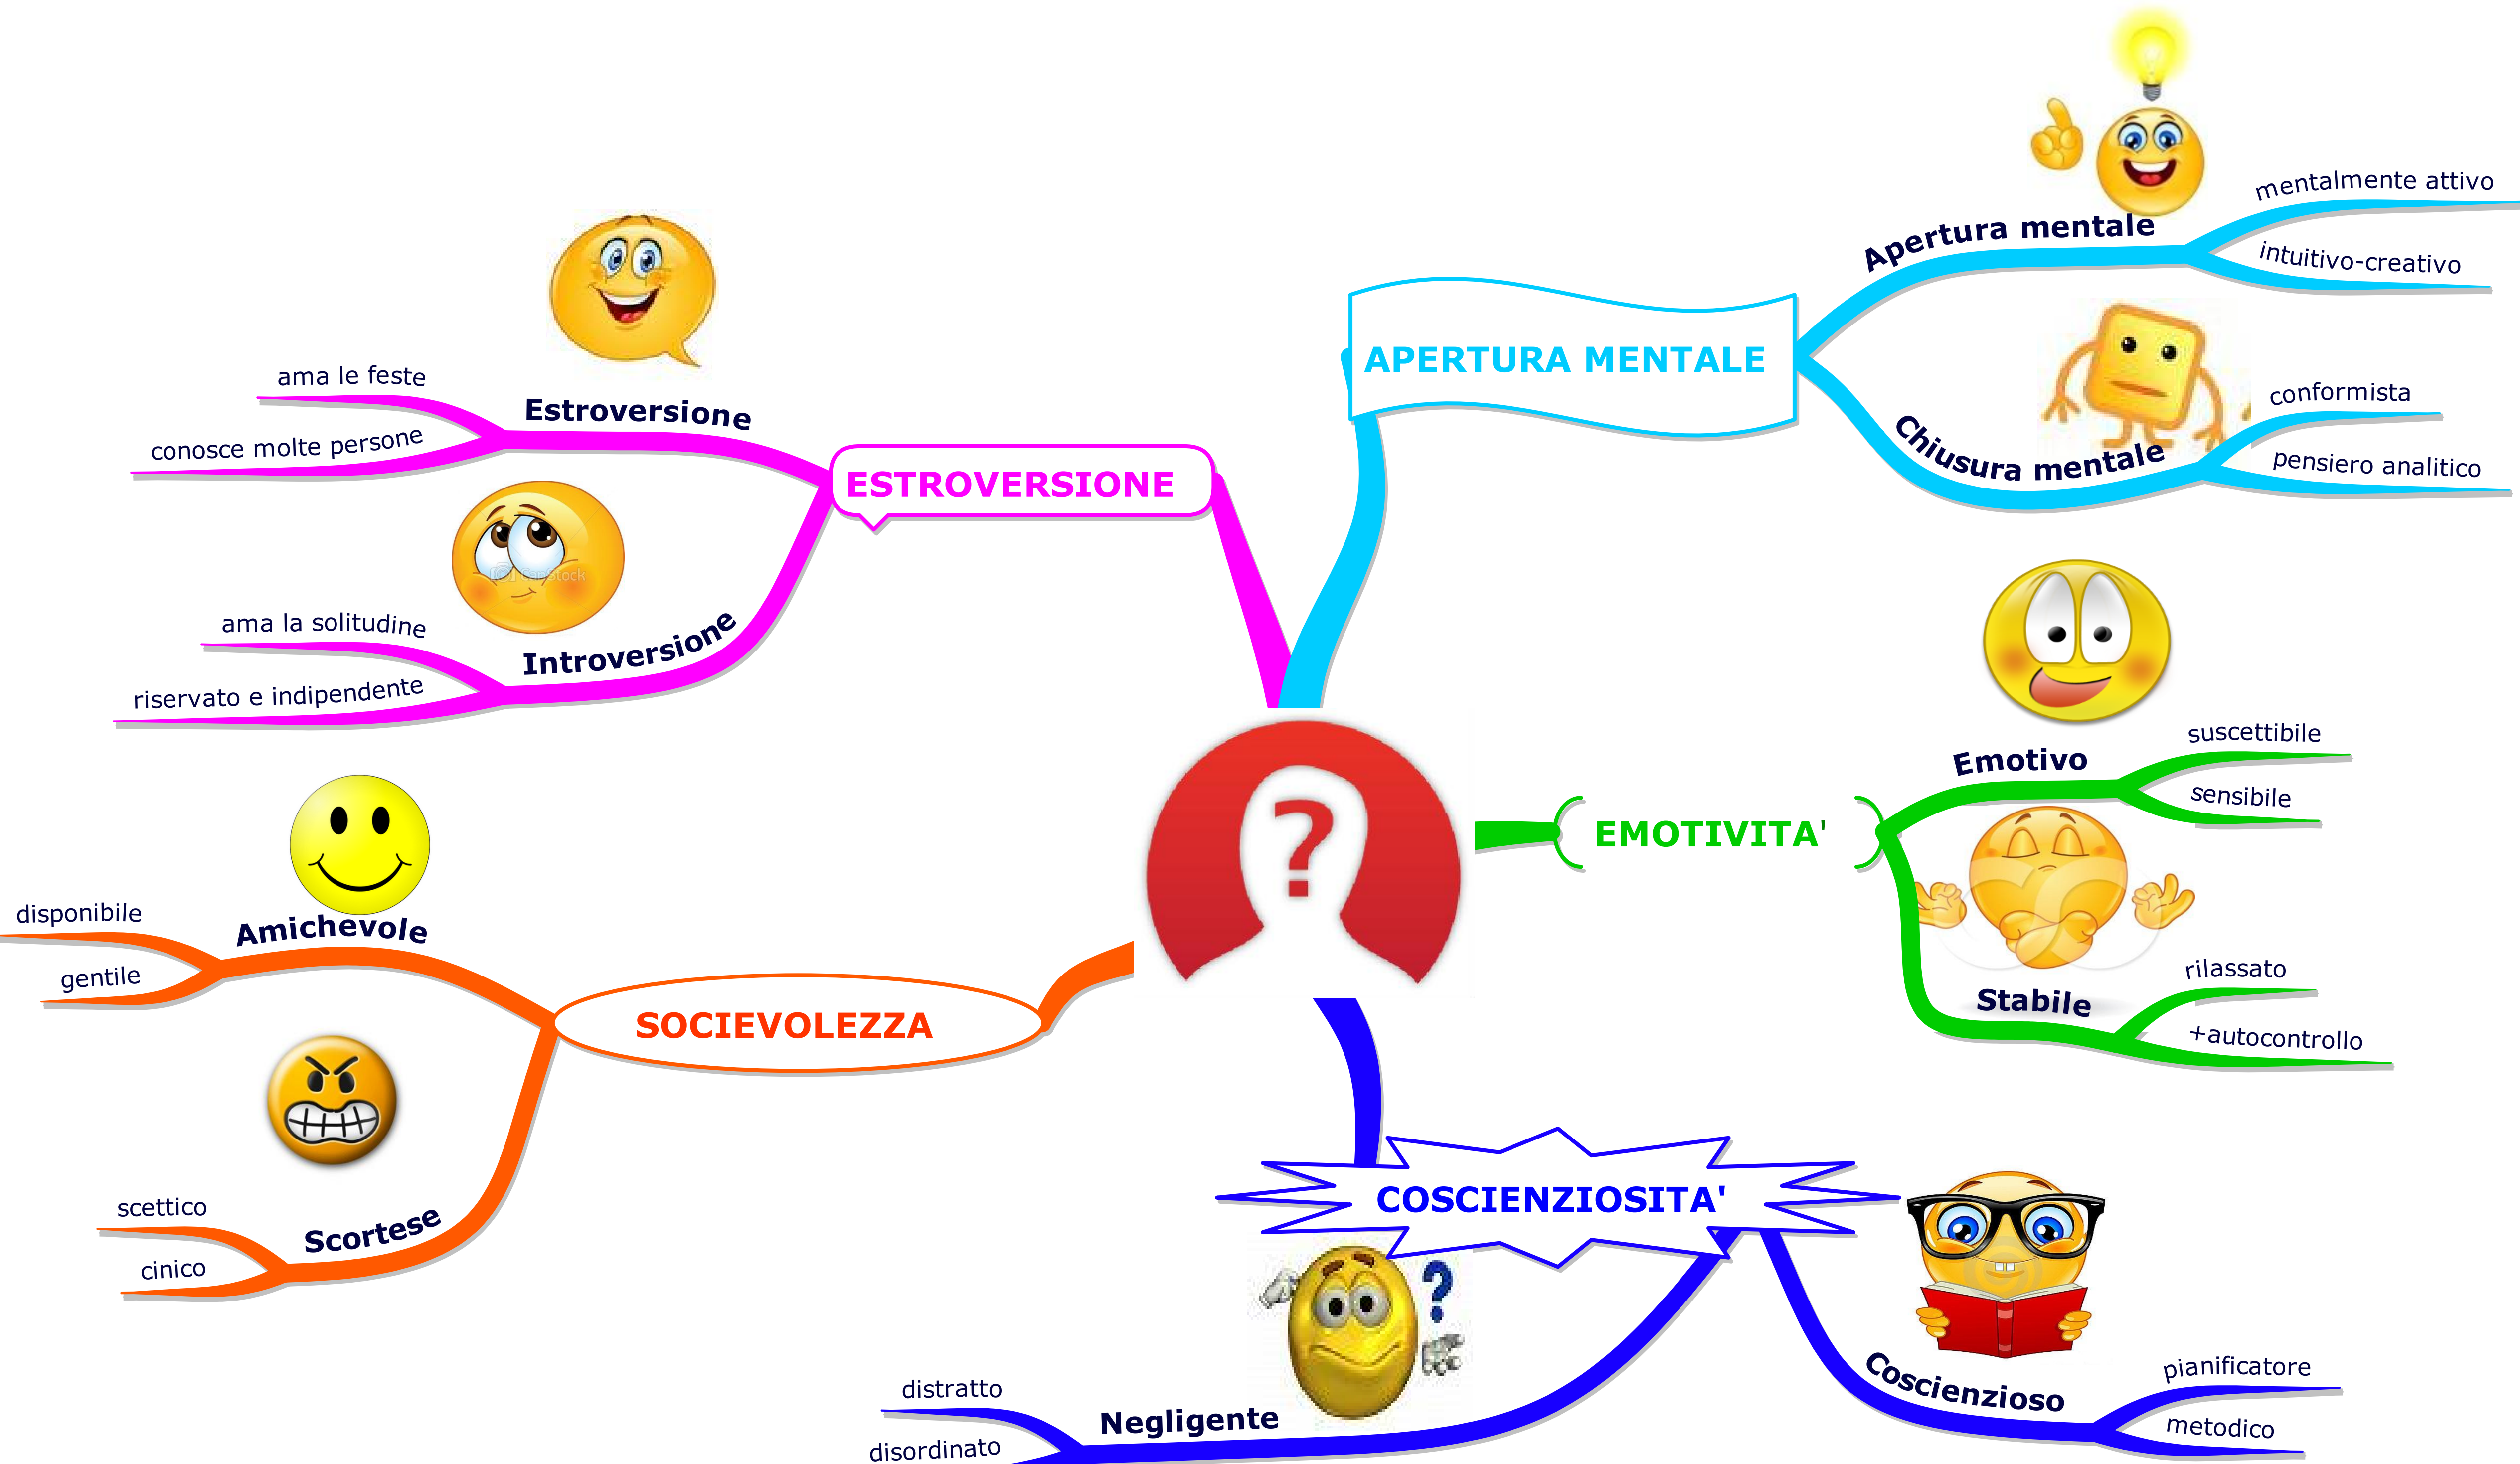 APERTURA MENTALE
Apertura mentale
mentalmente attivo
intuitivo-creativo
Chiusura mentale
conformista
pensiero analitico
ESTROVERSIONE
Estroversione
ama le feste
conosce molte persone
Introversione
ama la solitudine
riservato e indipendente
CanStock
?
EMOTIVITA'
Emotivo
suscettibile
sensibile
Stabile
rilassato
+autocontrollo
SOCIEVOLEZZA
Amichevole
disponibile
gentile
Scortese
scettico
cinico
COSCIENZIOSITA'
?
Negligente
distratto
disordinato
Coscienzioso
pianificatore
metodico